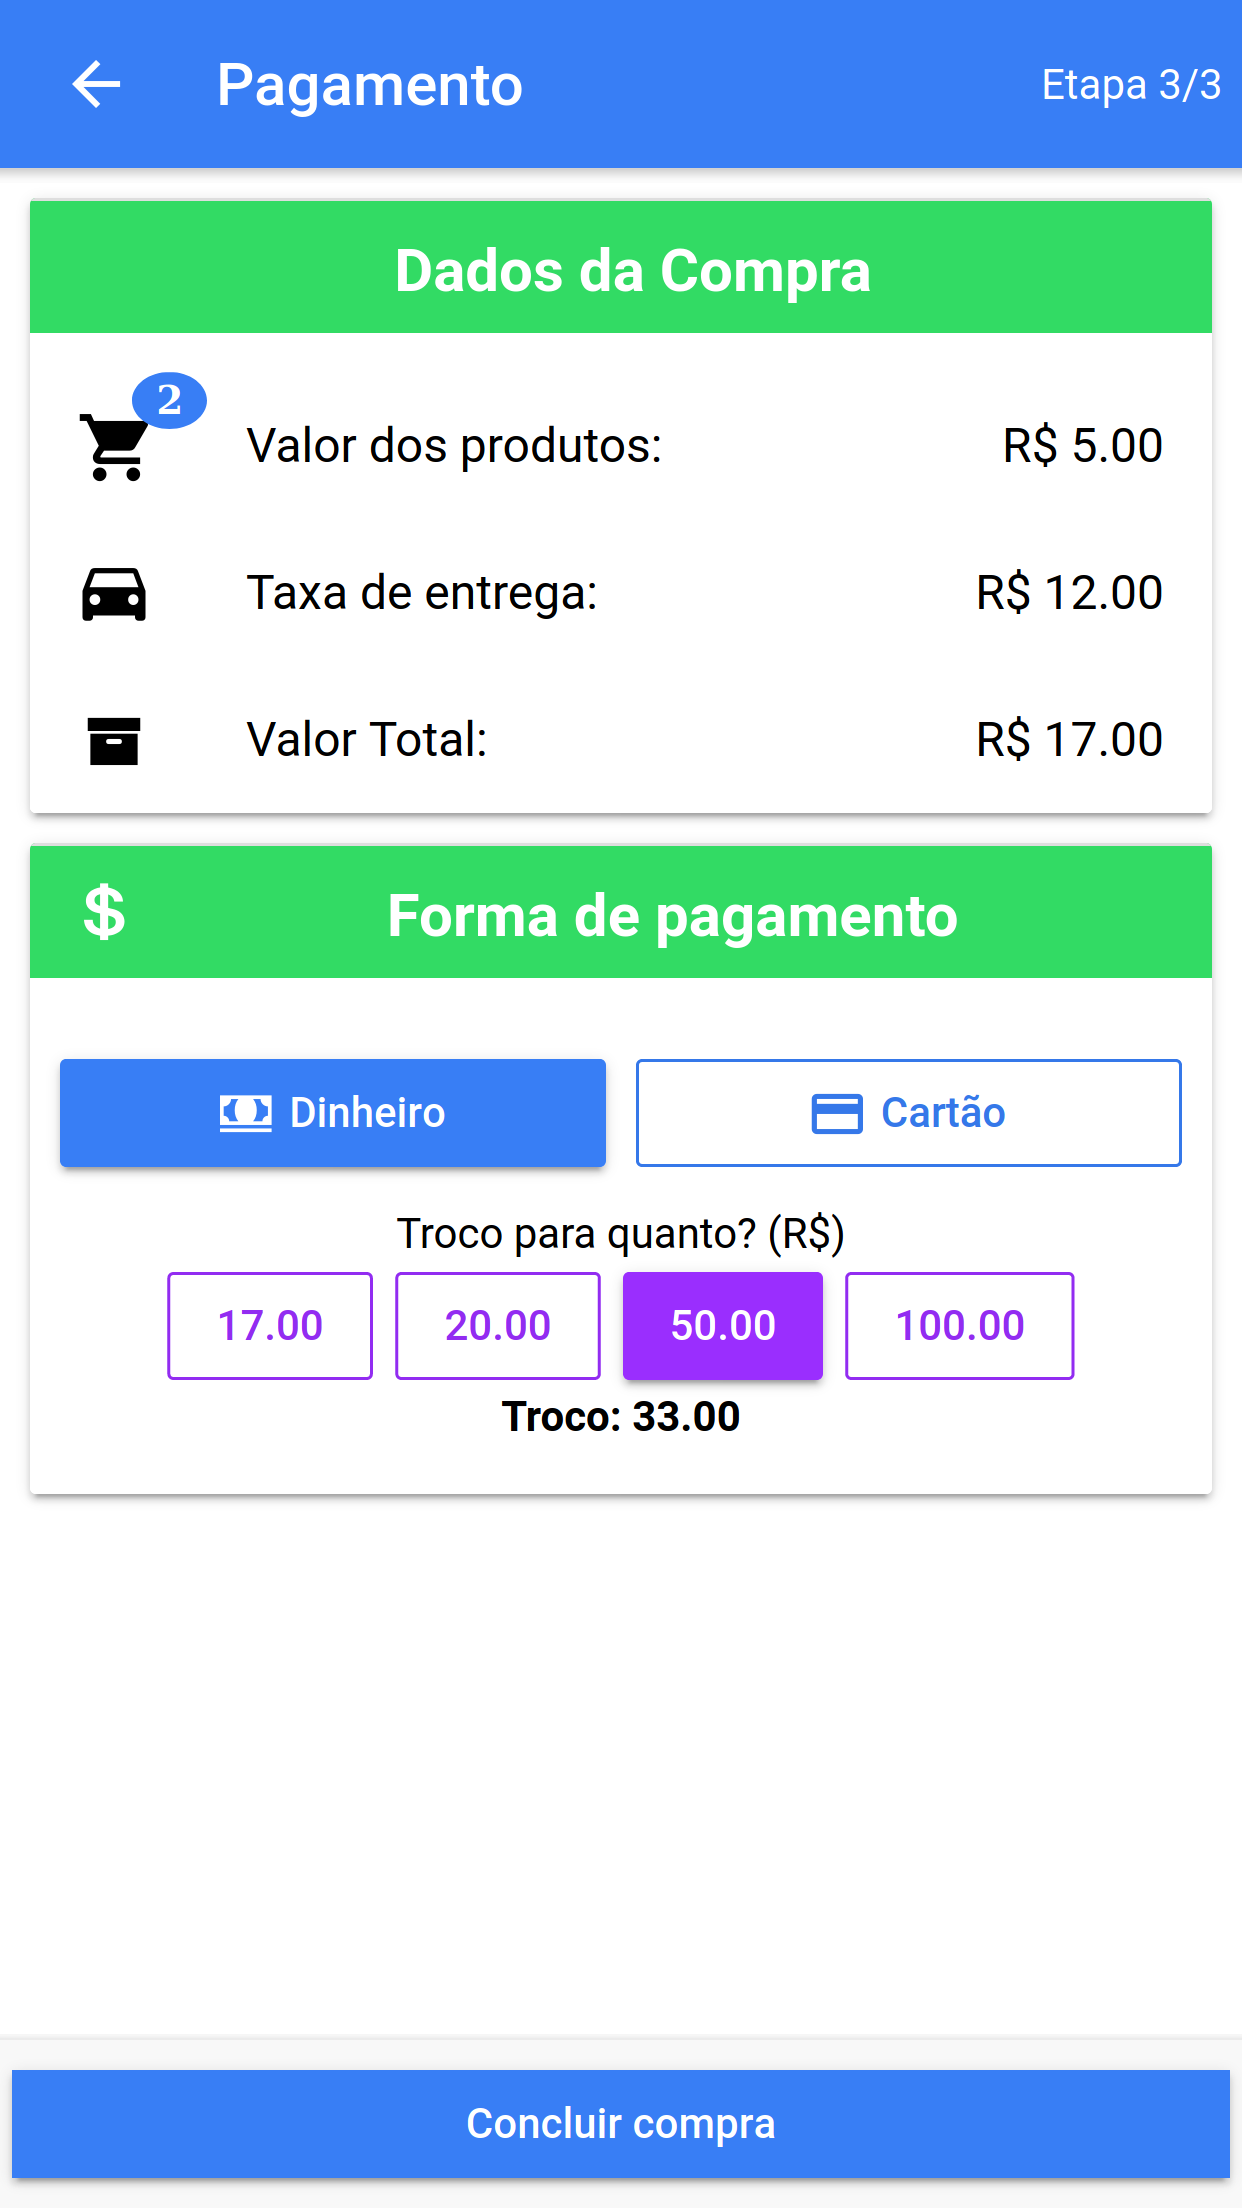 Pagamento
Etapa 3/3
Dados da Compra
2
Valor dos produtos: R$ 5.00
Taxa de entrega: R$ 12.00
Valor Total: R$ 17.00
$ Forma de pagamento
Dinheiro
Cartão
Troco para quanto? (R$)
17.00 20.00 50.00 100.00
Troco: 33.00
Concluir compra